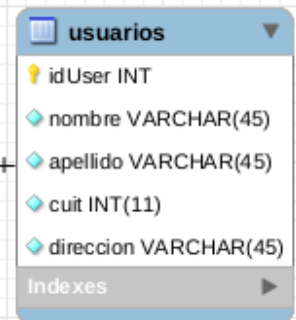 usuarios
idUser INT
nombre VARCHAR(45)
apellido VARCHAR(45)
cuit INT(11)
direccion VARCHAR(45)
Indexes